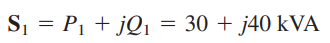 S₁ = P₁ + jQ₁ = 30 + j40 kVA